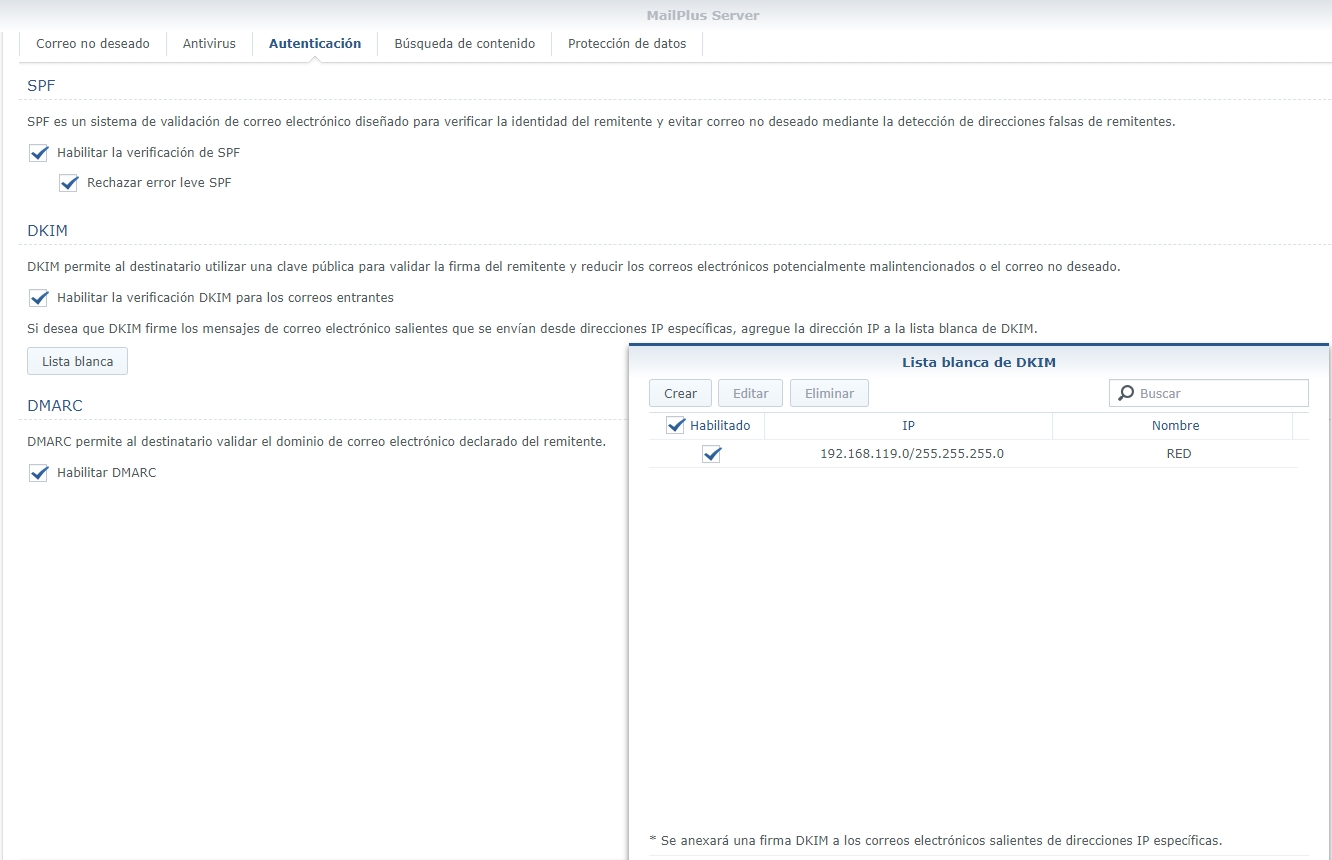 MailPlus Server
Correo no deseado Antivirus Autenticación Búsqueda de contenido Protección de datos
SPF
SPF es un sistema de validación de correo electrónico diseñado para verificar la identidad del remitente y evitar correo no deseado mediante la detección de direcciones falsas de remitentes.
Habilitar la verificación de SPF
Rechazar error leve SPF
DKIM
DKIM permite al destinatario utilizar una clave pública para validar la firma del remitente y reducir los correos electrónicos potencialmente malintencionados o el correo no deseado.
Habilitar la verificación DKIM para los correos entrantes
Si desea que DKIM firme los mensajes de correo electrónico salientes que se envían desde direcciones IP específicas, agregue la dirección IP a la lista blanca de DKIM.
Lista blanca
DMARC
DMARC permite al destinatario validar el dominio de correo electrónico declarado del remitente.
Habilitar DMARC
Lista blanca de DKIM
Crear Editar Eliminar Buscar
Habilitado IP Nombre
192.168.119.0/255.255.255.0 RED
* Se anexará una firma DKIM a los correos electrónicos salientes de direcciones IP específicas.